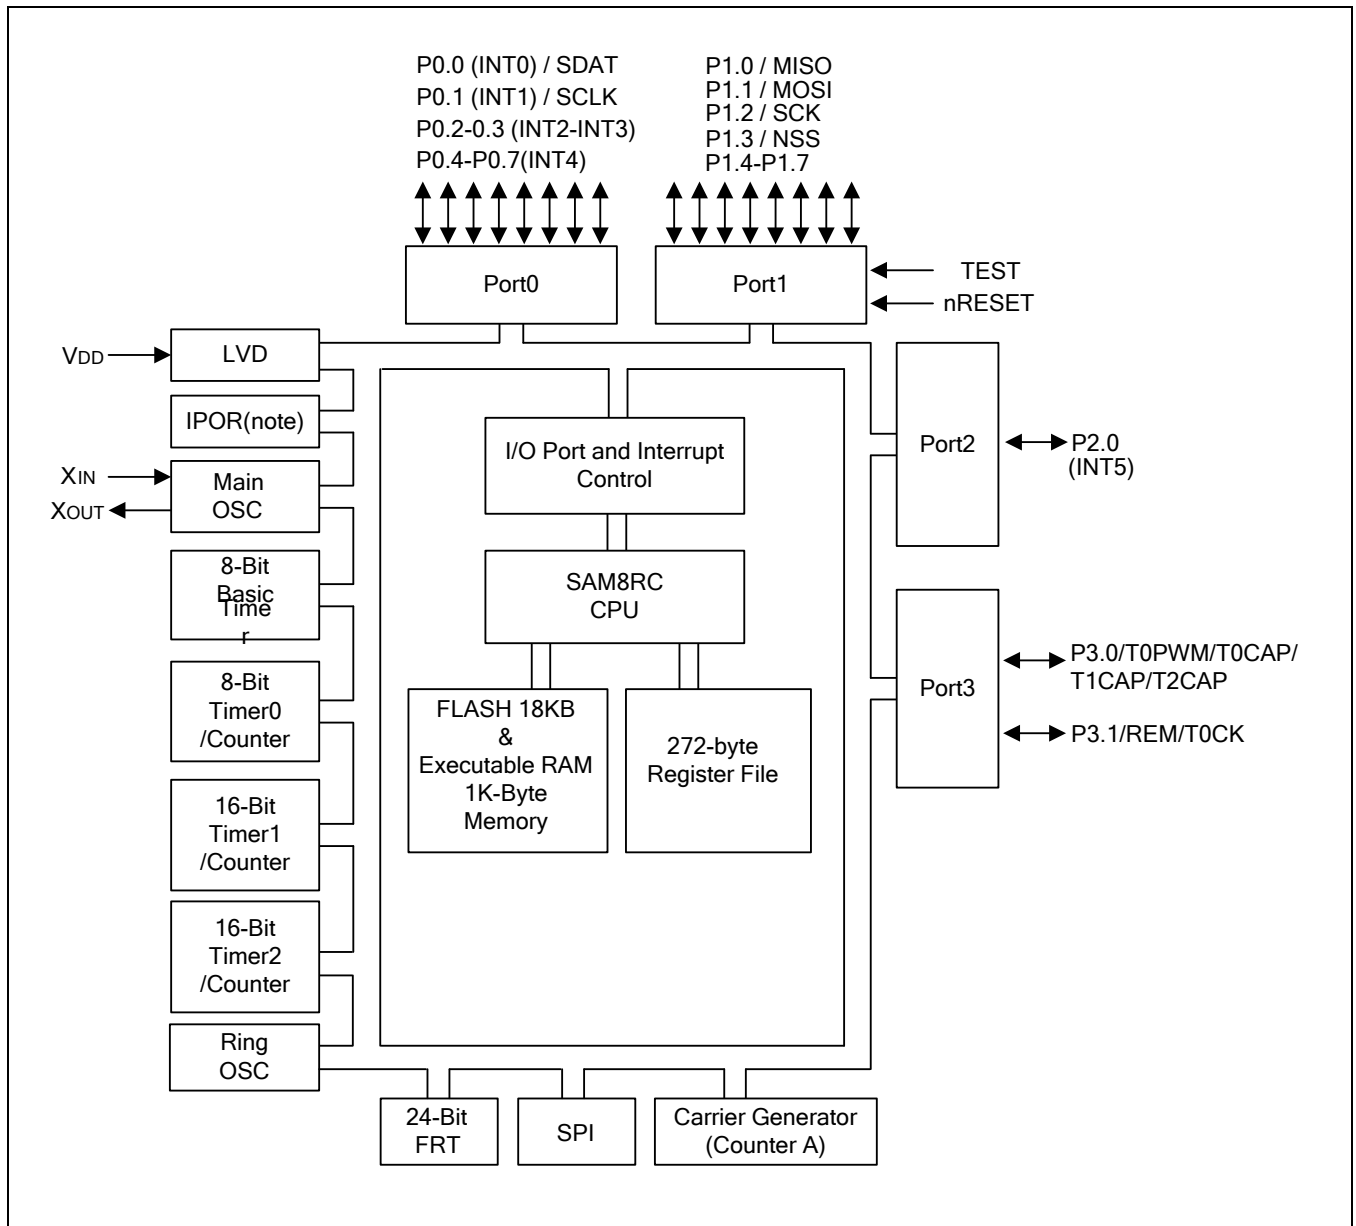 P0.0 (INT0) / SDAT
P0.1 (INT1) / SCLK
P0.2-0.3 (INT2-INT3)
P0.4-P0.7(INT4)
P1.0 / MISO
P1.1 / MOSI
P1.2 / SCK
P1.3 / NSS
P1.4-P1.7
Port0
Port1
TEST
nRESET
VDD
LVD
IPOR(note)
XIN
XOUT
Main
OSC
8-Bit
Basic
Time
r
8-Bit
Timer0
/Counter
16-Bit
Timer1
/Counter
16-Bit
Timer2
/Counter
Ring
OSC
I/O Port and Interrupt
Control
SAM8RC
CPU
FLASH 18KB
&
Executable RAM
1K-Byte
Memory
272-byte
Register File
Port2
P2.0
(INT5)
Port3
P3.0/T0PWM/T0CAP/
T1CAP/T2CAP
P3.1/REM/T0CK
24-Bit
FRT
SPI
Carrier Generator
(Counter A)